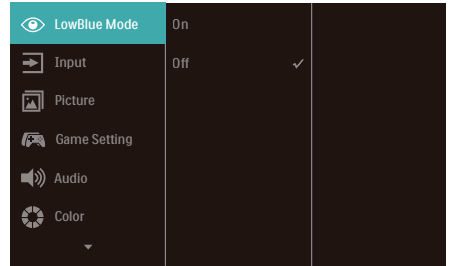 LowBlue Mode
On
Input
Off
Picture
Game Setting
Audio
Color